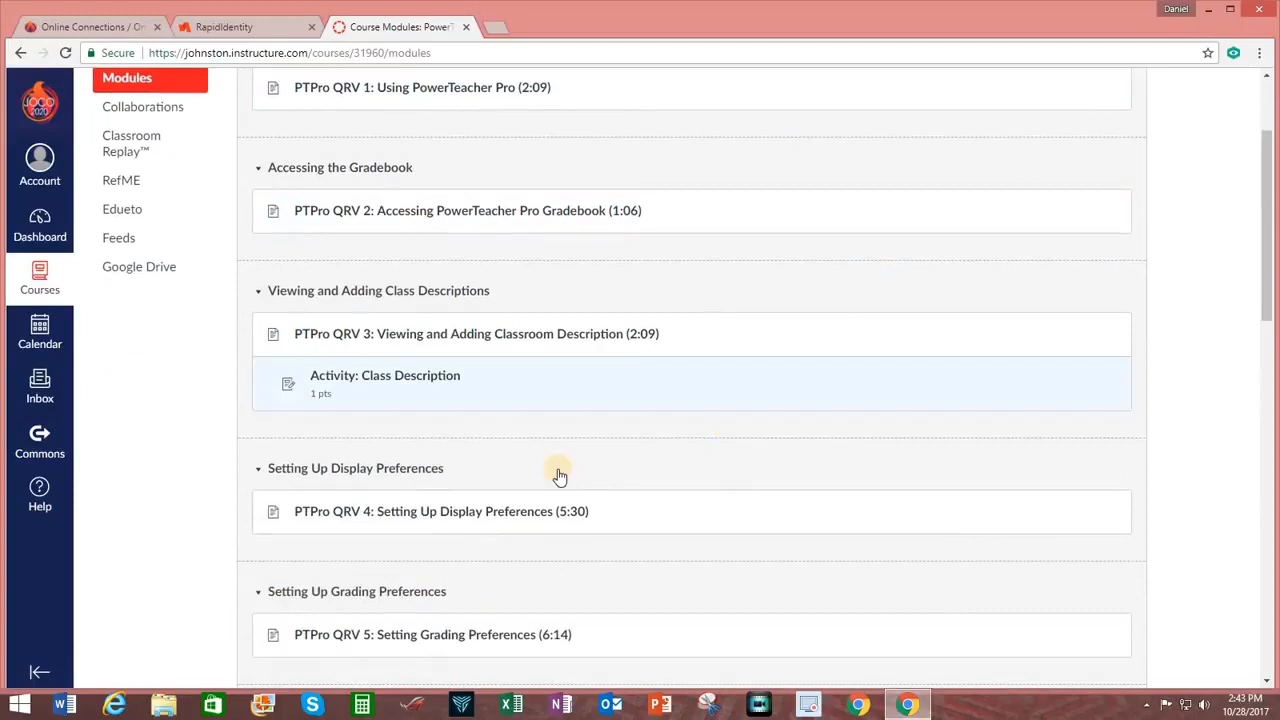 Daniel
Online Connections / On
RapidIdentity
Course Modules: PowerT
Secure
https://johnston.instructure.com/courses/31960/modules
JOCO
2020
Account
Dashboard
Courses
Calendar
Inbox
Commons
Help
Modules
Collaborations
Classroom
Replay™
RefME
Edueto
Feeds
Google Drive
PTPro QRV 1: Using PowerTeacher Pro (2:09)
Accessing the Gradebook
PTPro QRV 2: Accessing PowerTeacher Pro Gradebook (1:06)
Viewing and Adding Class Descriptions
PTPro QRV 3: Viewing and Adding Classroom Description (2:09)
Activity: Class Description
1 pts
Setting Up Display Preferences
PTPro QRV 4: Setting Up Display Preferences (5:30)
Setting Up Grading Preferences
PTPro QRV 5: Setting Grading Preferences (6:14)
2:43 PM
10/28/2017